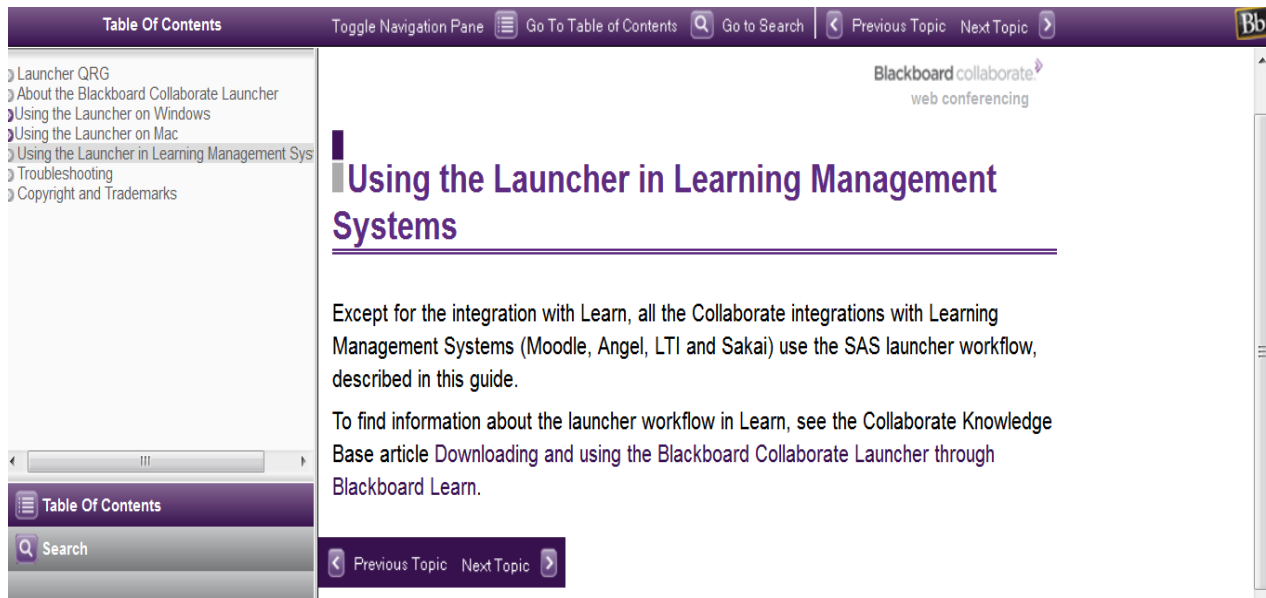 Table Of Contents
Toggle Navigation Pane Go To Table of Contents Go to Search Previous Topic Next Topic
Bb
Launcher QRG
About the Blackboard Collaborate Launcher
Using the Launcher on Windows
Using the Launcher on Mac
Using the Launcher in Learning Management Sys
Troubleshooting
Copyright and Trademarks
Table Of Contents
Search
Blackboard collaborate
web conferencing
Using the Launcher in Learning Management
Systems
Except for the integration with Learn, all the Collaborate integrations with Learning
Management Systems (Moodle, Angel, LTI and Sakai) use the SAS launcher workflow,
described in this guide.
To find information about the launcher workflow in Learn, see the Collaborate Knowledge
Base article Downloading and using the Blackboard Collaborate Launcher through
Blackboard Learn.
Previous Topic Next Topic